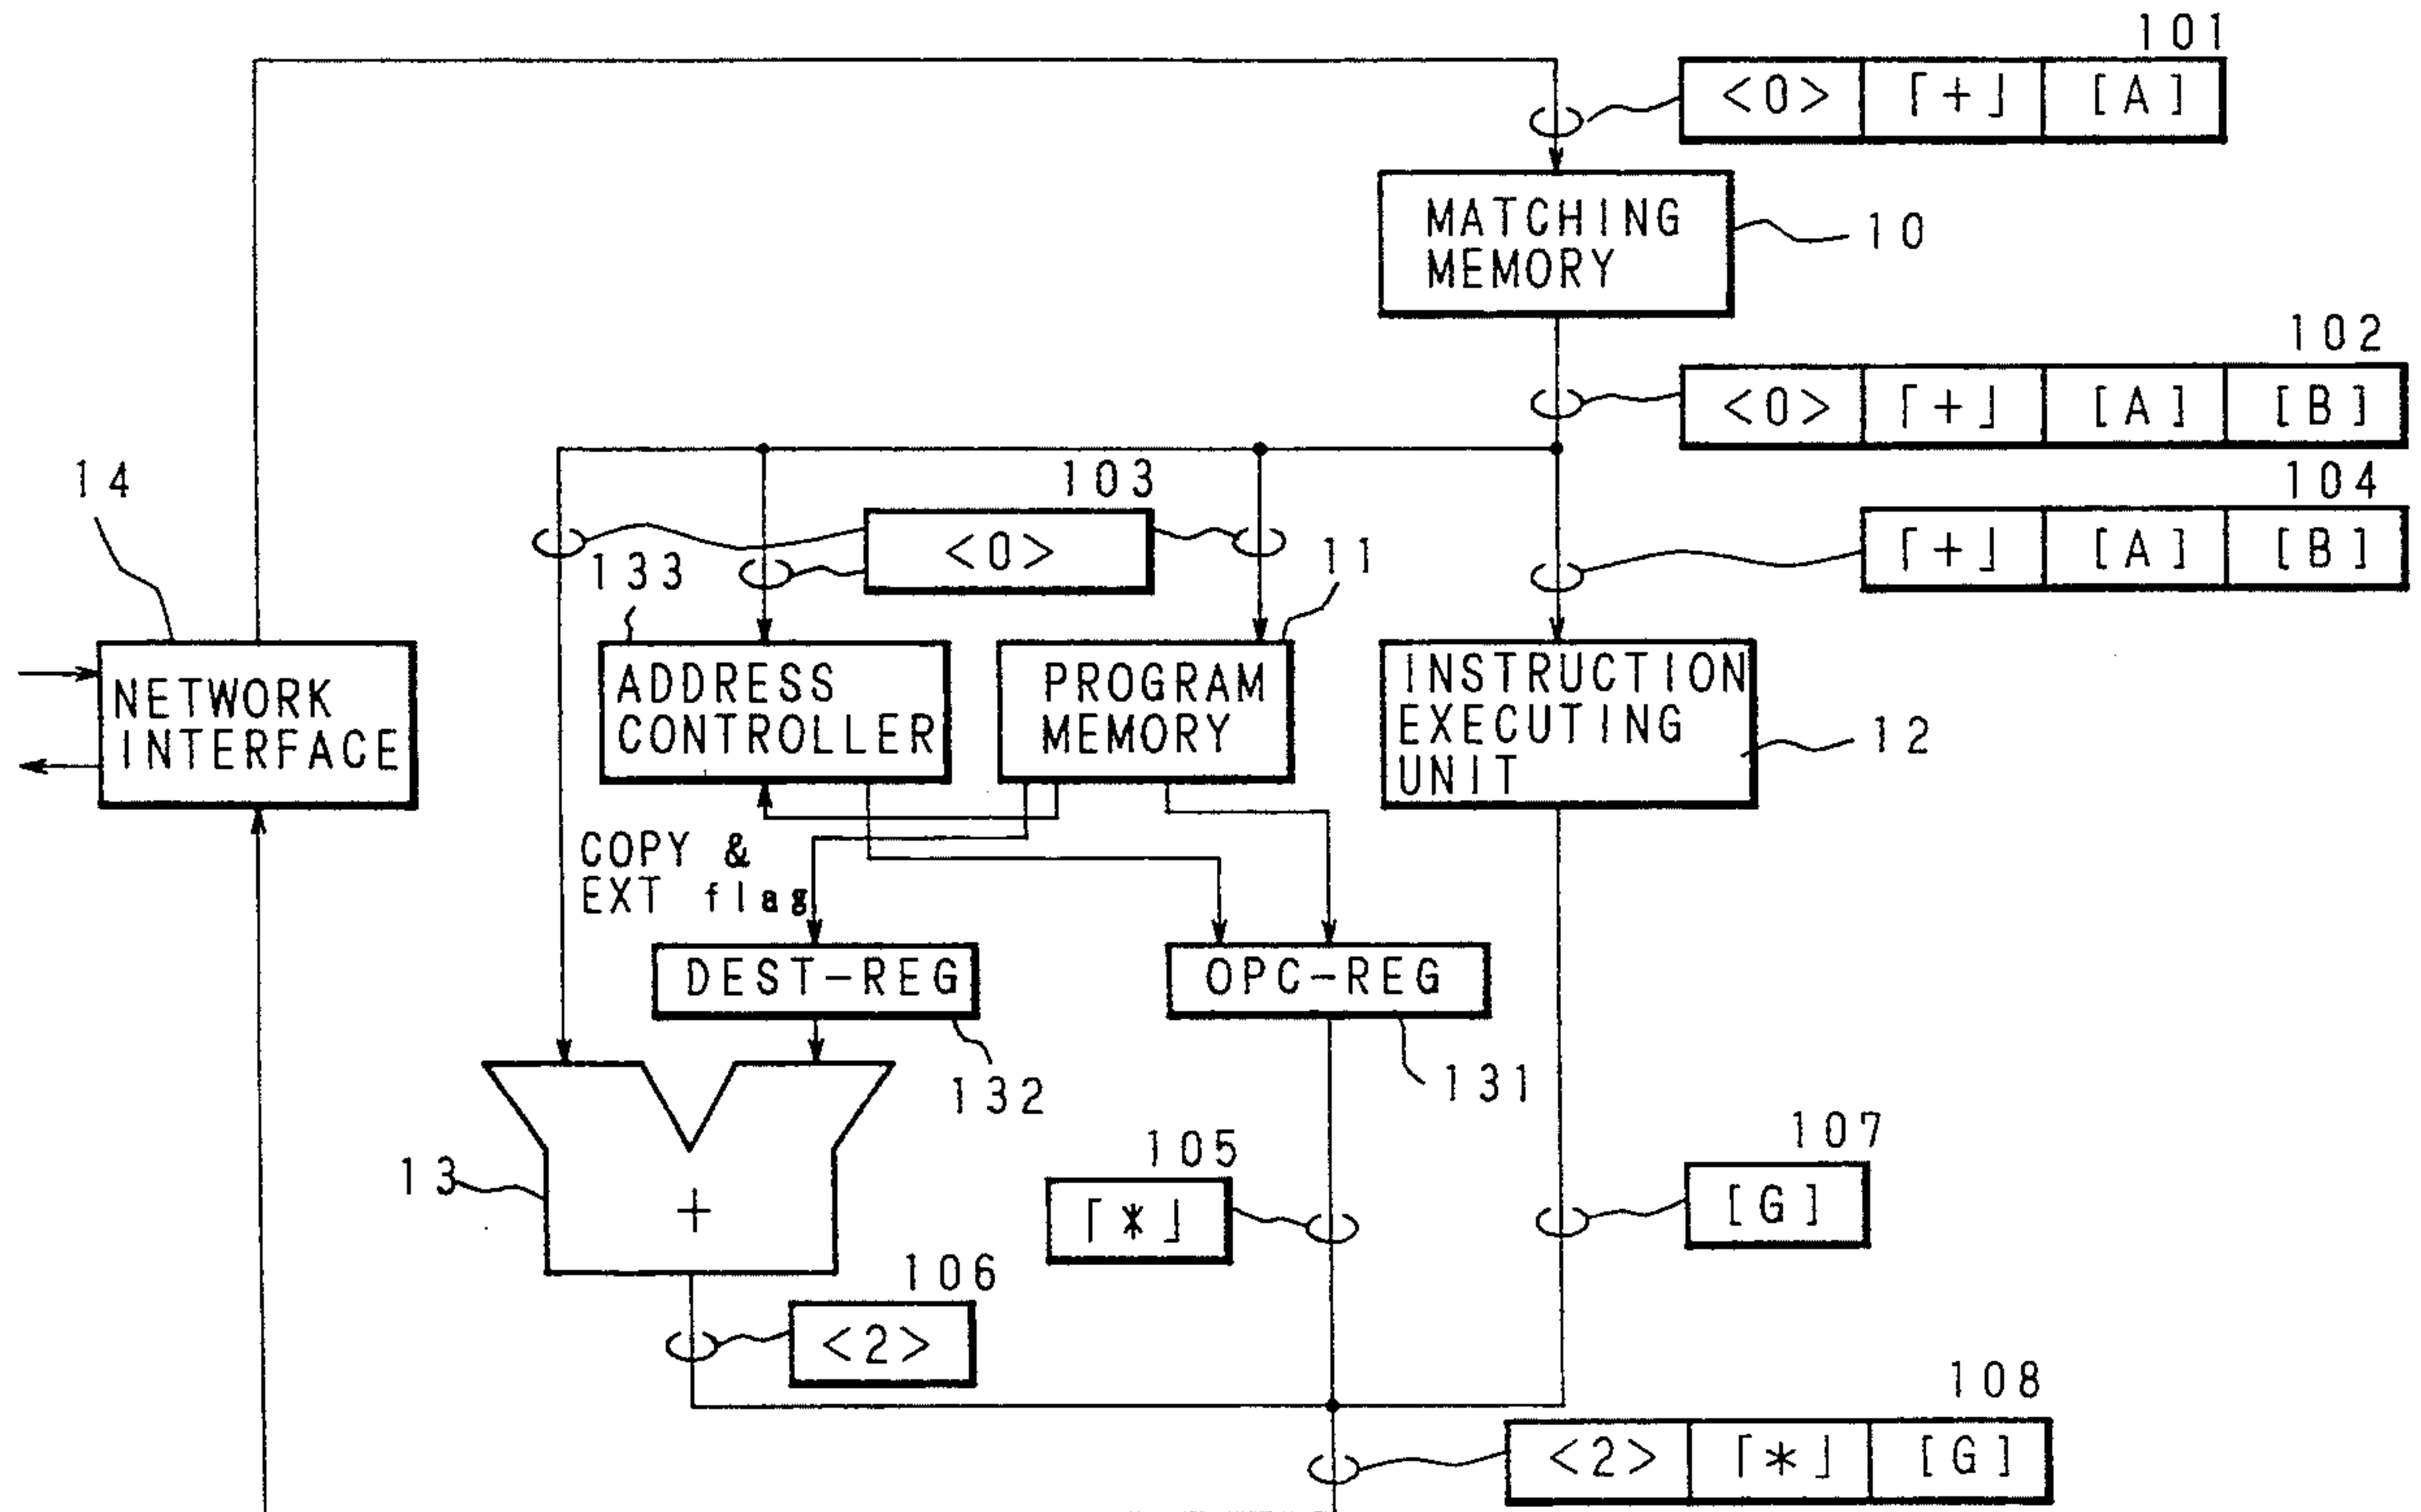 101
<0> ⌈+⌋ [A]
MATCHING
MEMORY
10
102
<0> ⌈+⌋ [A] [B]
14
103
<0>
104
⌈+⌋ [A] [B]
133
11
NETWORK
INTERFACE
ADDRESS
CONTROLLER
PROGRAM
MEMORY
INSTRUCTION
EXECUTING
UNIT
12
COPY &
EXT flag
DEST-REG
OPC-REG
132
131
13
+
105
⌈*⌋
107
[G]
106
<2>
108
<2> ⌈*⌋ [G]